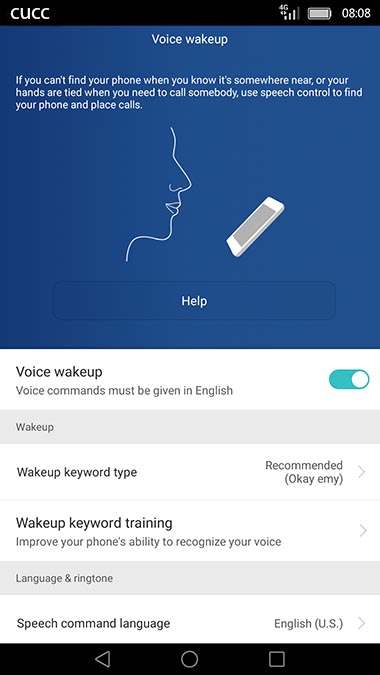 CUCC 4G 08:08
Voice wakeup
If you can't find your phone when you know it's somewhere near, or your
hands are tied when you need to call somebody, use speech control to find
your phone and place calls.
Help
Voice wakeup
Voice commands must be given in English
Wakeup
Wakeup keyword type
Recommended
(Okay emy)
Wakeup keyword training
Improve your phone's ability to recognize your voice
Language & ringtone
Speech command language English (U.S.)